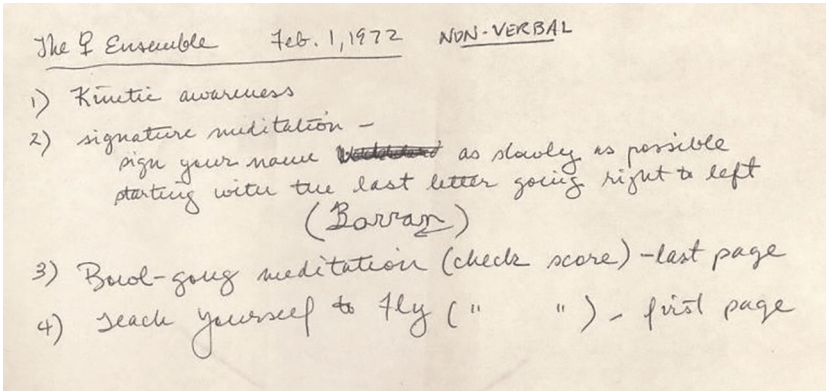 The ♀ Ensemble Feb. 1, 1972 NON-VERBAL
1) Kinetic awareness
2) signature meditation -
sign your name as slowly as possible
starting with the last letter going right to left
(Barran)
3) Bowl-gong meditation (check score) - last page
4) Teach Yourself to Fly ( " " ) - first page